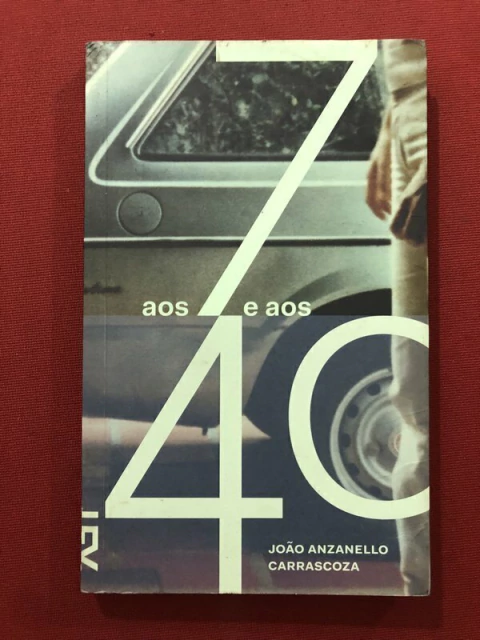 7
aos e aos
40
JOÃO ANZANELLO
CARRASCOZA